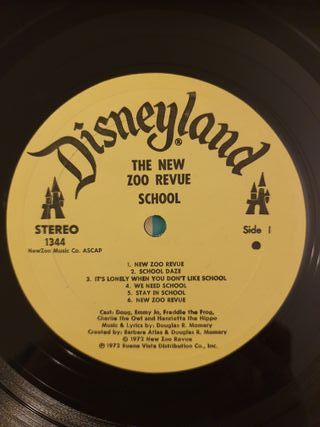 Disneyland®
THE NEW
ZOO REVUE
SCHOOL
STEREO
1344
NewZoo Music Co. ASCAP
Side 1
1. NEW ZOO REVUE
2. SCHOOL DAZE
3. IT'S LONELY WHEN YOU DON'T LIKE SCHOOL
4. WE NEED SCHOOL
5. STAY IN SCHOOL
6. NEW ZOO REVUE
Cast: Doug, Emmy Jo, Freddie the Frog,
Charlie the Owl and Henrietta the Hippo
Music & Lyrics by: Douglas R. Momary
Created by: Barbara Atlas & Douglas R. Momary
© 1972 New Zoo Revue
℗ 1972 Buena Vista Distribution Co., Inc.